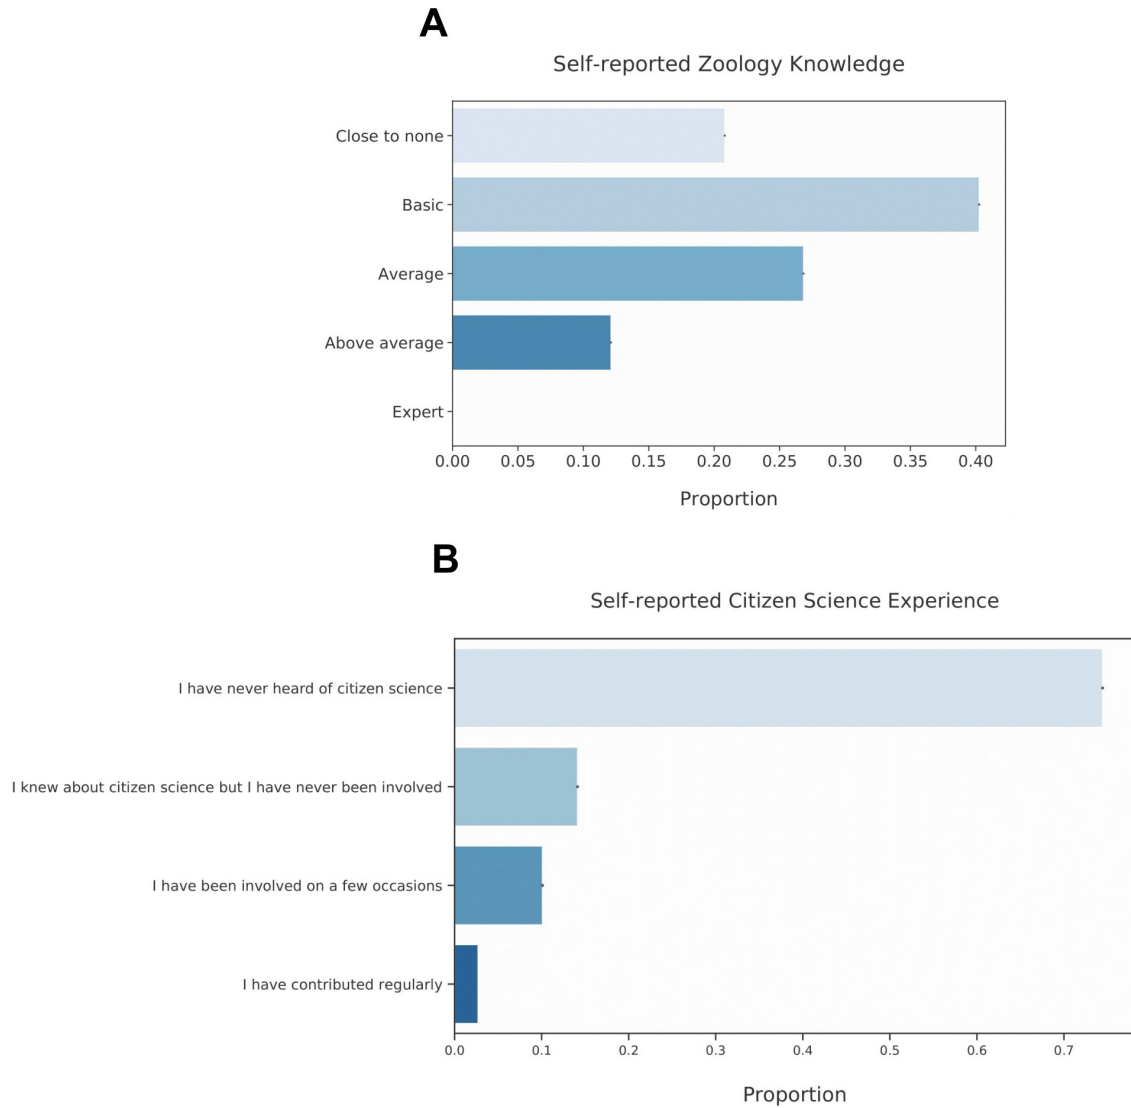 A
Self-reported Zoology Knowledge
Close to none
Basic
Average
Above average
Expert
0.00 0.05 0.10 0.15 0.20 0.25 0.30 0.35 0.40
Proportion
B
Self-reported Citizen Science Experience
I have never heard of citizen science
I knew about citizen science but I have never been involved
I have been involved on a few occasions
I have contributed regularly
0.0 0.1 0.2 0.3 0.4 0.5 0.6 0.7
Proportion